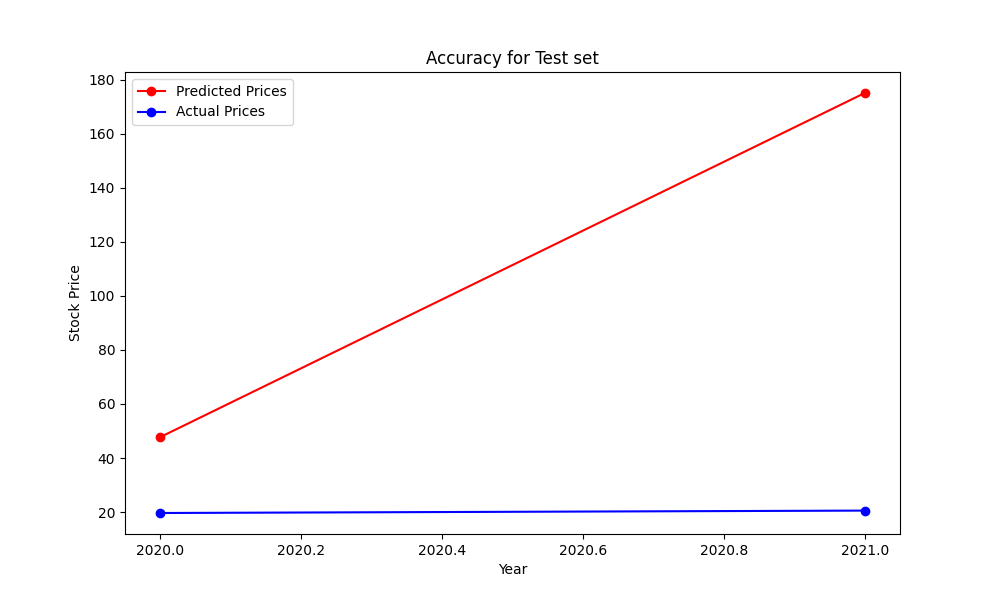 Accuracy for Test set
Predicted Prices
Actual Prices
Stock Price
180
160
140
120
100
80
60
40
20
2020.0 2020.2 2020.4 2020.6 2020.8 2021.0
Year